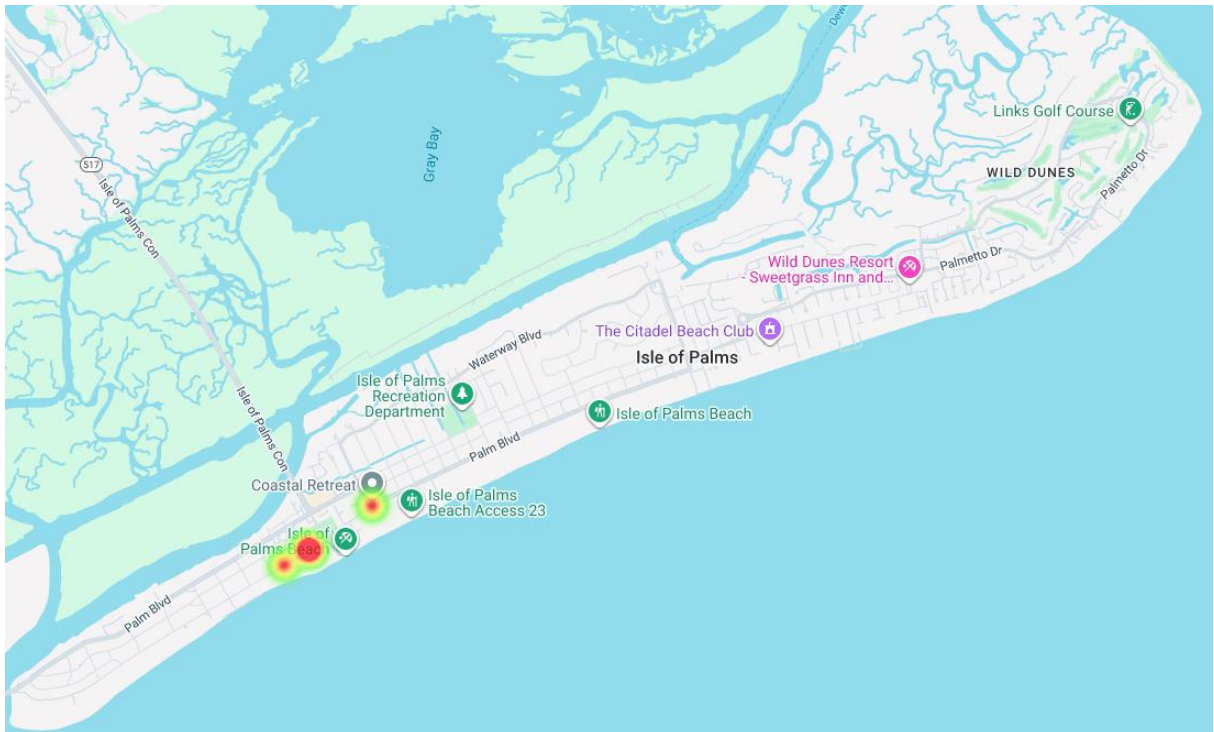 Dewe
Links Golf Course
Gray Bay
517
WILD DUNES
Palmetto Dr
Isle of Palms Con
Wild Dunes Resort
- Sweetgrass Inn and...
Palmetto Dr
The Citadel Beach Club
Isle of Palms
Waterway Blvd
Isle of Palms
Recreation
Department
Isle of Palms Con
Isle of Palms Beach
Palm Blvd
Coastal Retreat
Isle of Palms
Beach Access 23
Isle of
Palms Beach
Palm Blvd